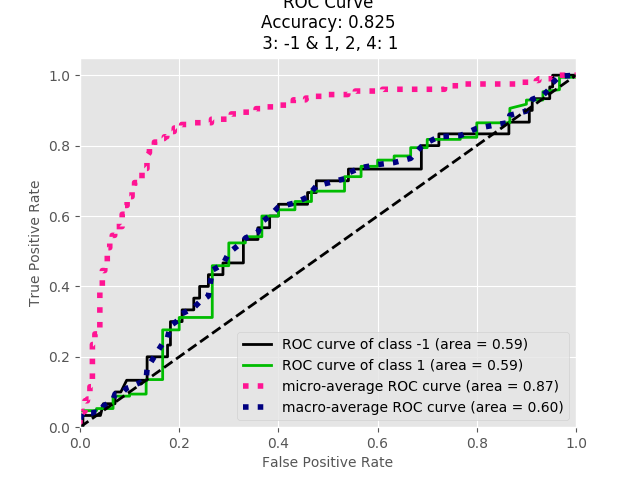 ROC Curve
Accuracy: 0.825
3: -1 & 1, 2, 4: 1
True Positive Rate
1.0
0.8
0.6
0.4
0.2
0.0
ROC curve of class -1 (area = 0.59)
ROC curve of class 1 (area = 0.59)
micro-average ROC curve (area = 0.87)
macro-average ROC curve (area = 0.60)
0.0 0.2 0.4 0.6 0.8 1.0
False Positive Rate